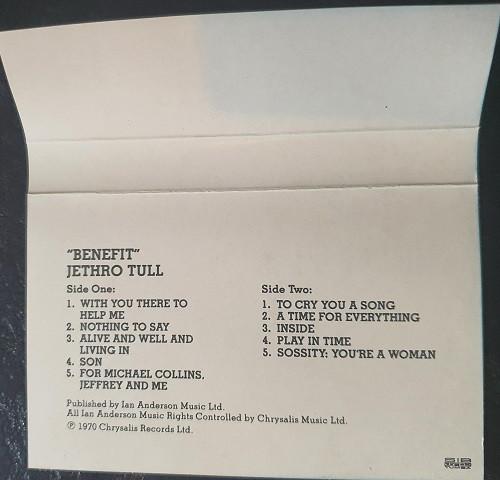 "BENEFIT"
JETHRO TULL
Side One:
1. WITH YOU THERE TO
HELP ME
2. NOTHING TO SAY
3. ALIVE AND WELL AND
LIVING IN
4. SON
5. FOR MICHAEL COLLINS,
JEFFREY AND ME
Side Two:
1. TO CRY YOU A SONG
2. A TIME FOR EVERYTHING
3. INSIDE
4. PLAY IN TIME
5. SOSSITY: YOU'RE A WOMAN
Published by Ian Anderson Music Ltd.
All Ian Anderson Music Rights Controlled by Chrysalis Music Ltd.
℗ 1970 Chrysalis Records Ltd.